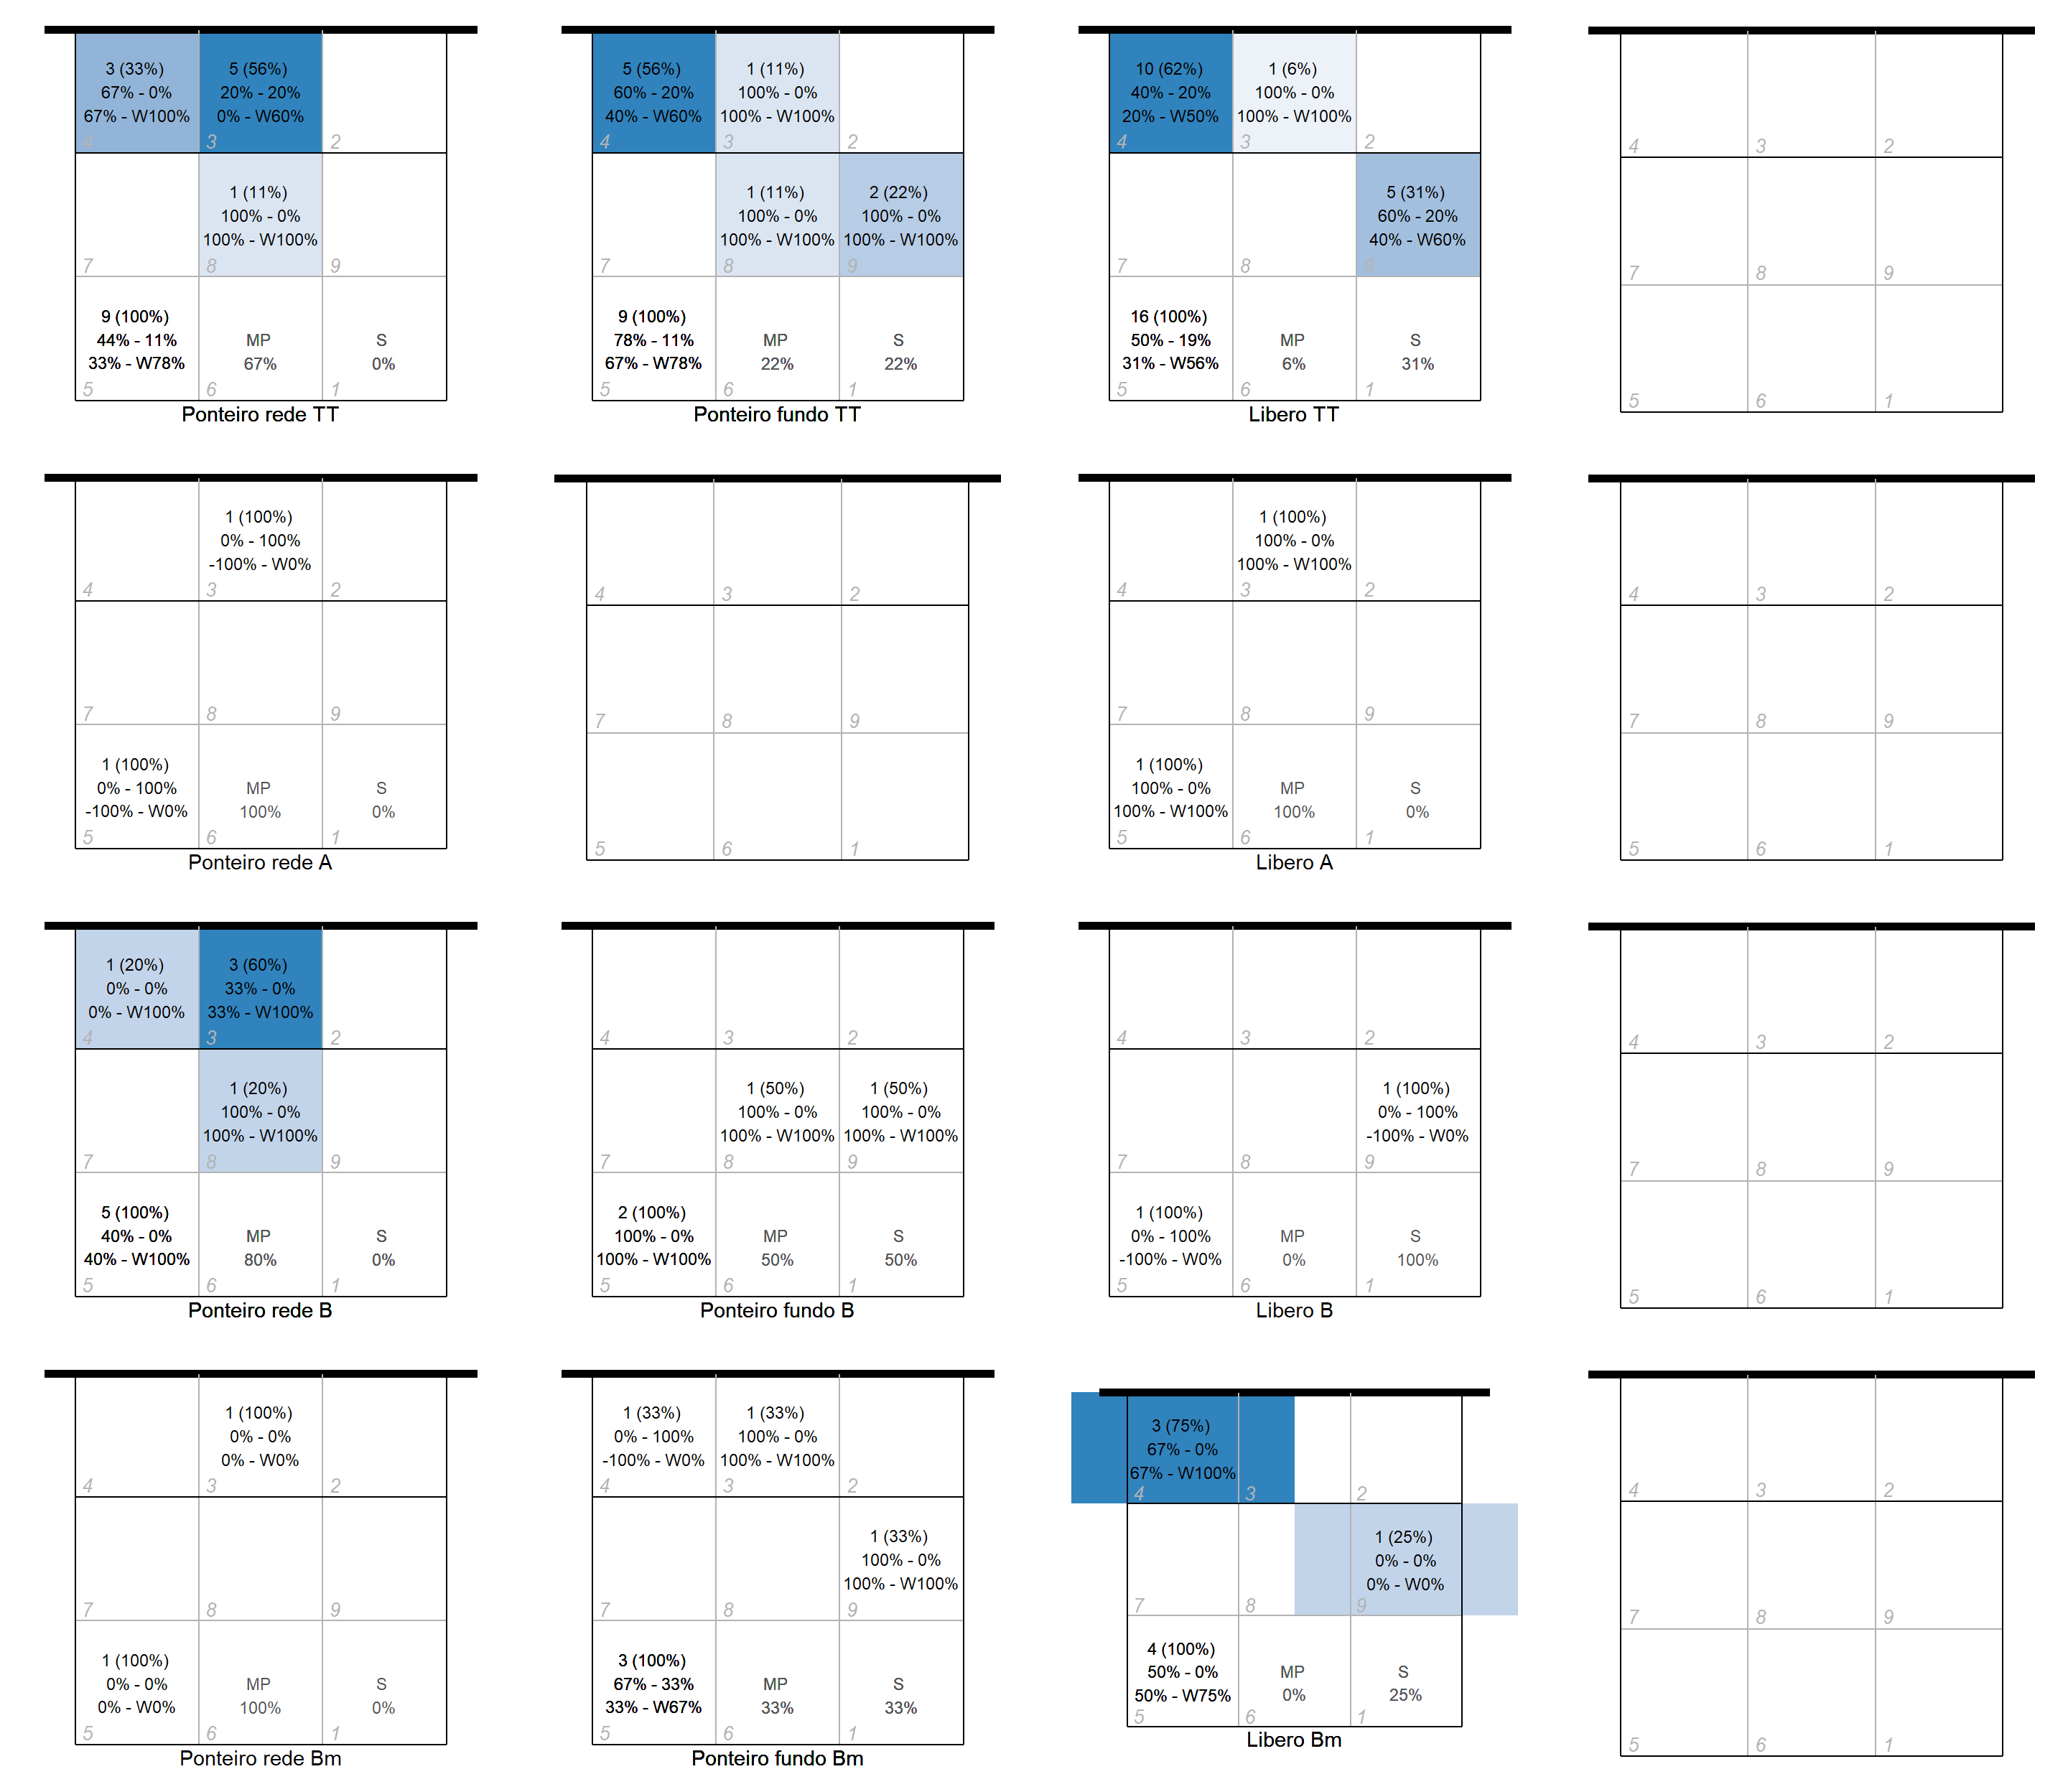 3 (33%)
67% - 0%
67% - W100%
4
5 (56%)
20% - 20%
0% - W60%
3
2
7
1 (11%)
100% - 0%
100% - W100%
8
9
9 (100%)
44% - 11%
33% - W78%
5
MP
67%
6
S
0%
1
Ponteiro rede TT
5 (56%)
60% - 20%
40% - W60%
4
1 (11%)
100% - 0%
100% - W100%
3
2
7
1 (11%)
100% - 0%
100% - W100%
8
2 (22%)
100% - 0%
100% - W100%
9
9 (100%)
78% - 11%
67% - W78%
5
MP
22%
6
S
22%
1
Ponteiro fundo TT
10 (62%)
40% - 20%
20% - W50%
4
1 (6%)
100% - 0%
100% - W100%
3
2
7
8
5 (31%)
60% - 20%
40% - W60%
9
16 (100%)
50% - 19%
31% - W56%
5
MP
6%
6
S
31%
1
Libero TT
4
3
2
7
8
9
5
6
1
4
1 (100%)
0% - 100%
-100% - W0%
3
2
7
8
9
1 (100%)
0% - 100%
-100% - W0%
5
MP
100%
6
S
0%
1
Ponteiro rede A
4
3
2
7
8
9
5
6
1
4
1 (100%)
100% - 0%
100% - W100%
3
2
7
8
9
1 (100%)
100% - 0%
100% - W100%
5
MP
100%
6
S
0%
1
Libero A
4
3
2
7
8
9
5
6
1
1 (20%)
0% - 0%
0% - W100%
4
3 (60%)
33% - 0%
33% - W100%
3
2
7
1 (20%)
100% - 0%
100% - W100%
8
9
5 (100%)
40% - 0%
40% - W100%
5
MP
80%
6
S
0%
1
Ponteiro rede B
4
3
2
7
1 (50%)
100% - 0%
100% - W100%
8
1 (50%)
100% - 0%
100% - W100%
9
2 (100%)
100% - 0%
100% - W100%
5
MP
50%
6
S
50%
1
Ponteiro fundo B
4
3
2
7
8
1 (100%)
0% - 100%
-100% - W0%
9
1 (100%)
0% - 100%
-100% - W0%
5
MP
0%
6
S
100%
1
Libero B
4
3
2
7
8
9
5
6
1
4
1 (100%)
0% - 0%
0% - W0%
3
2
7
8
9
1 (100%)
0% - 0%
0% - W0%
5
MP
100%
6
S
0%
1
Ponteiro rede Bm
1 (33%)
0% - 100%
-100% - W0%
4
1 (33%)
100% - 0%
100% - W100%
3
2
7
8
1 (33%)
100% - 0%
100% - W100%
9
3 (100%)
67% - 33%
33% - W67%
5
MP
33%
6
S
33%
1
Ponteiro fundo Bm
3 (75%)
67% - 0%
67% - W100%
4
3
2
7
8
1 (25%)
0% - 0%
0% - W0%
9
4 (100%)
50% - 0%
50% - W75%
5
MP
0%
6
S
25%
1
Libero Bm
4
3
2
7
8
9
5
6
1